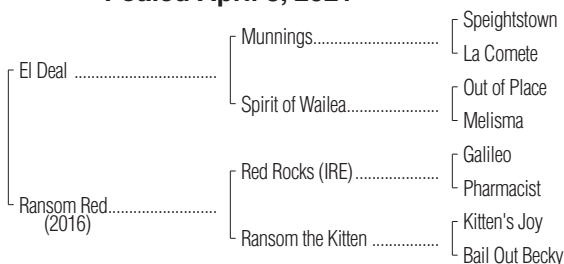 El Deal
Ransom Red
(2016)
Munnings
Spirit of Wailea
Red Rocks (IRE)
Ransom the Kitten
Speightstown
La Comete
Out of Place
Melisma
Galileo
Pharmacist
Kitten's Joy
Bail Out Becky